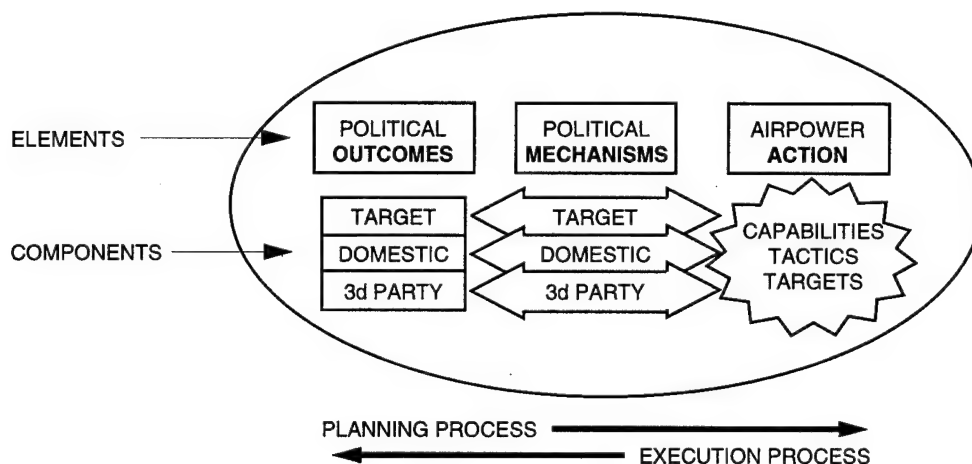 ELEMENTS
POLITICAL
OUTCOMES
POLITICAL
MECHANISMS
AIRPOWER
ACTION
COMPONENTS
TARGET
DOMESTIC
3d PARTY
TARGET
DOMESTIC
3d PARTY
CAPABILITIES
TACTICS
TARGETS
PLANNING PROCESS
EXECUTION PROCESS